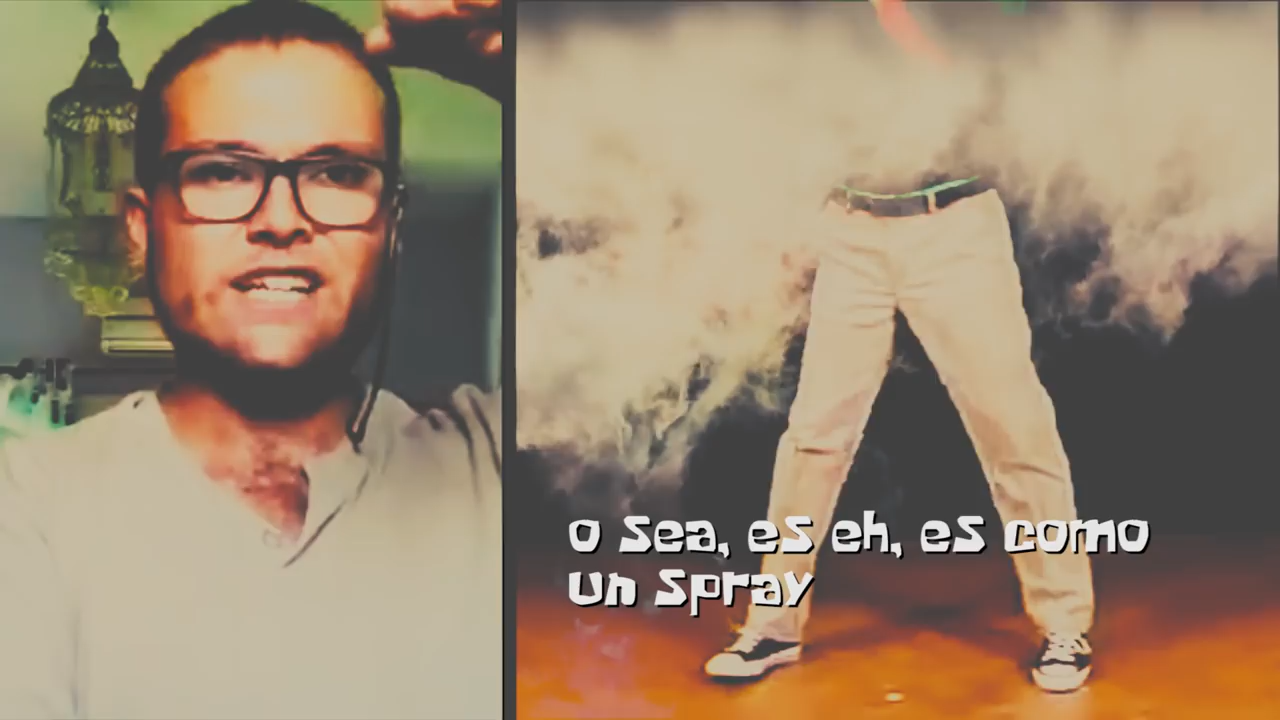 o sea, es eh, es como
un spray